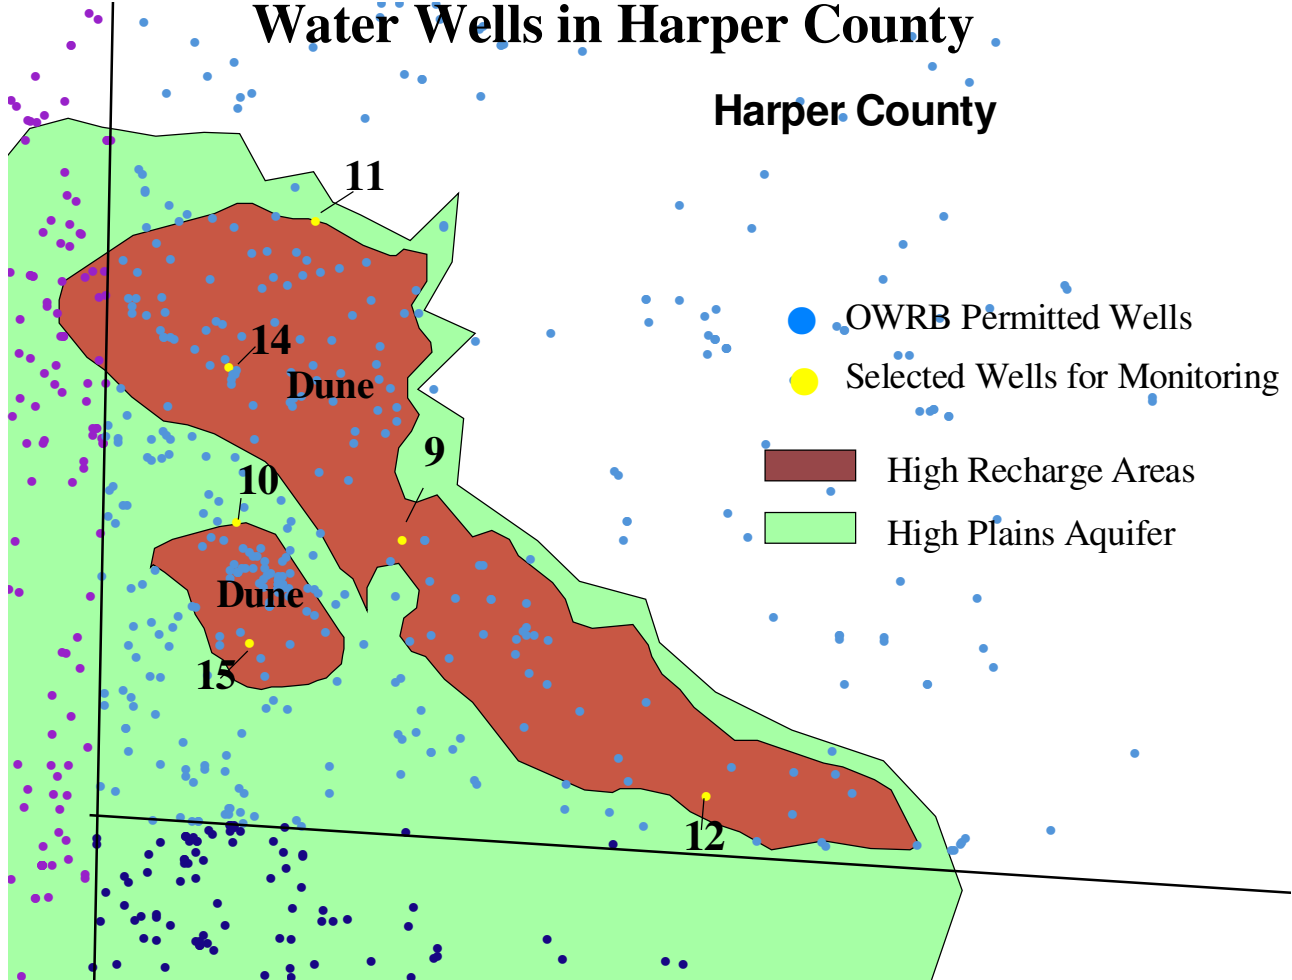 Water Wells in Harper County
Harper County
11
OWRB Permitted Wells
14
Selected Wells for Monitoring
Dune
9
High Recharge Areas
10
High Plains Aquifer
Dune
15
12